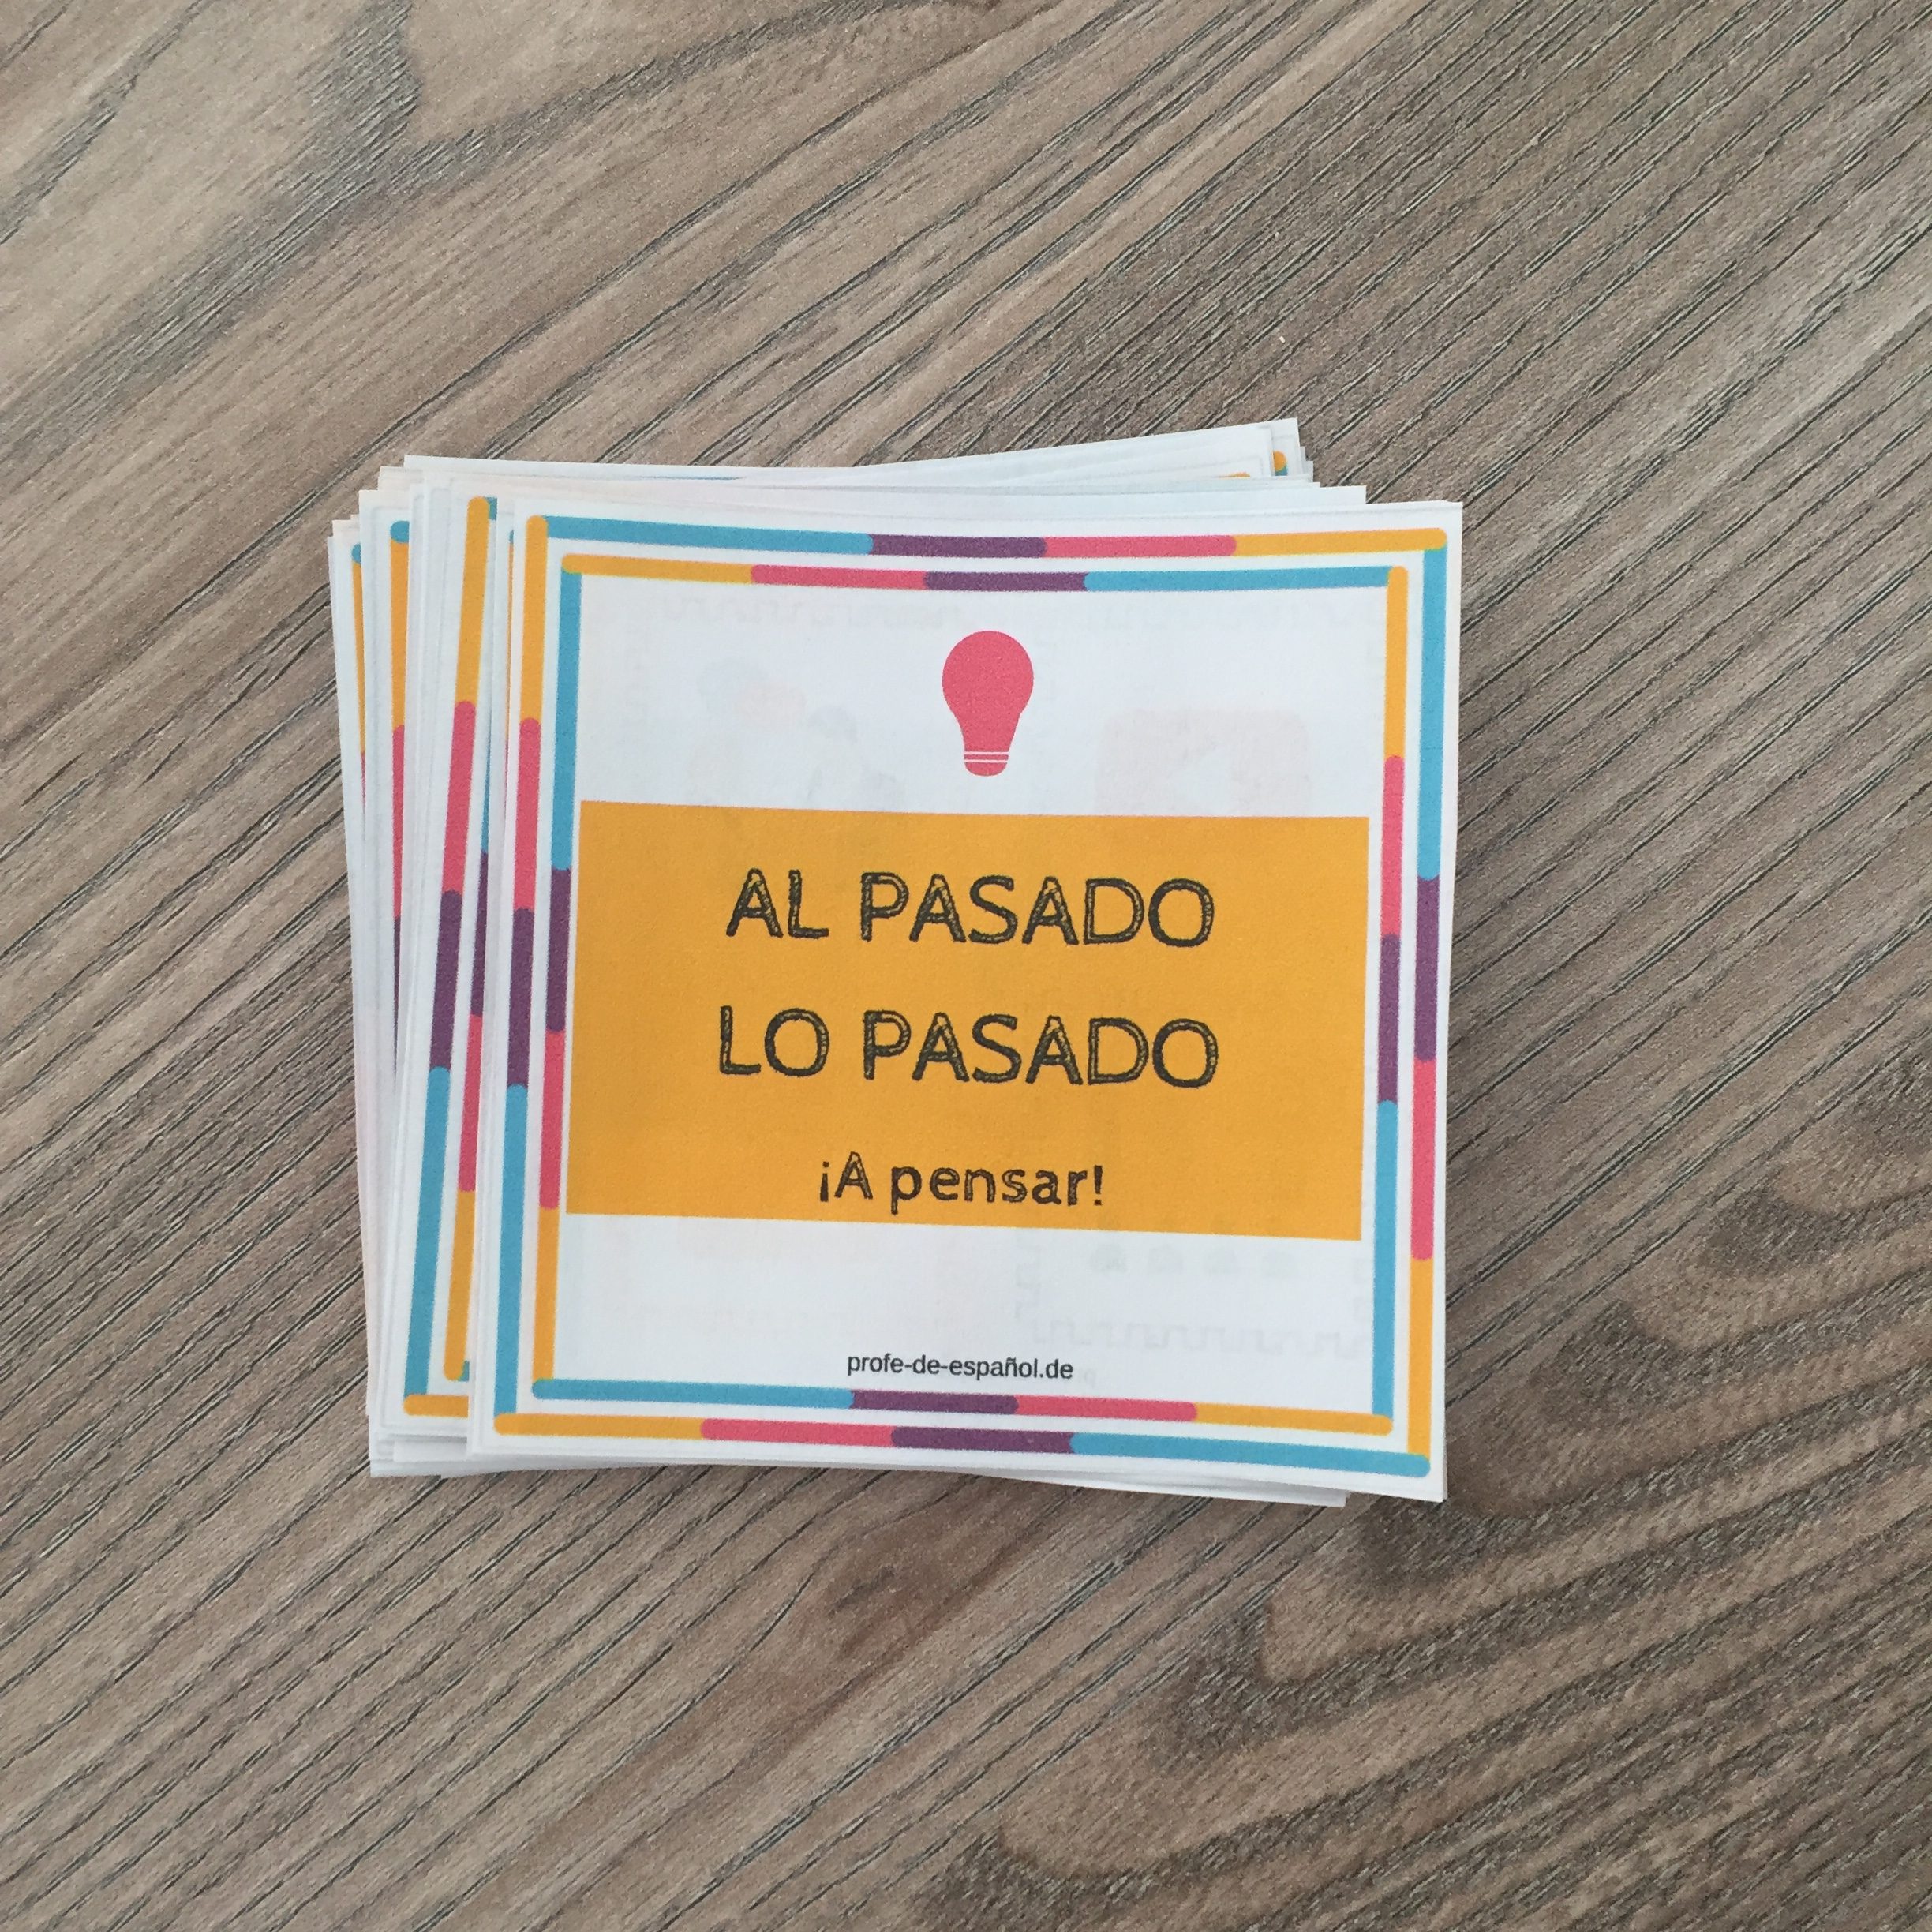 AL PASADO
LO PASADO
¡A pensar!
profe-de-español.de